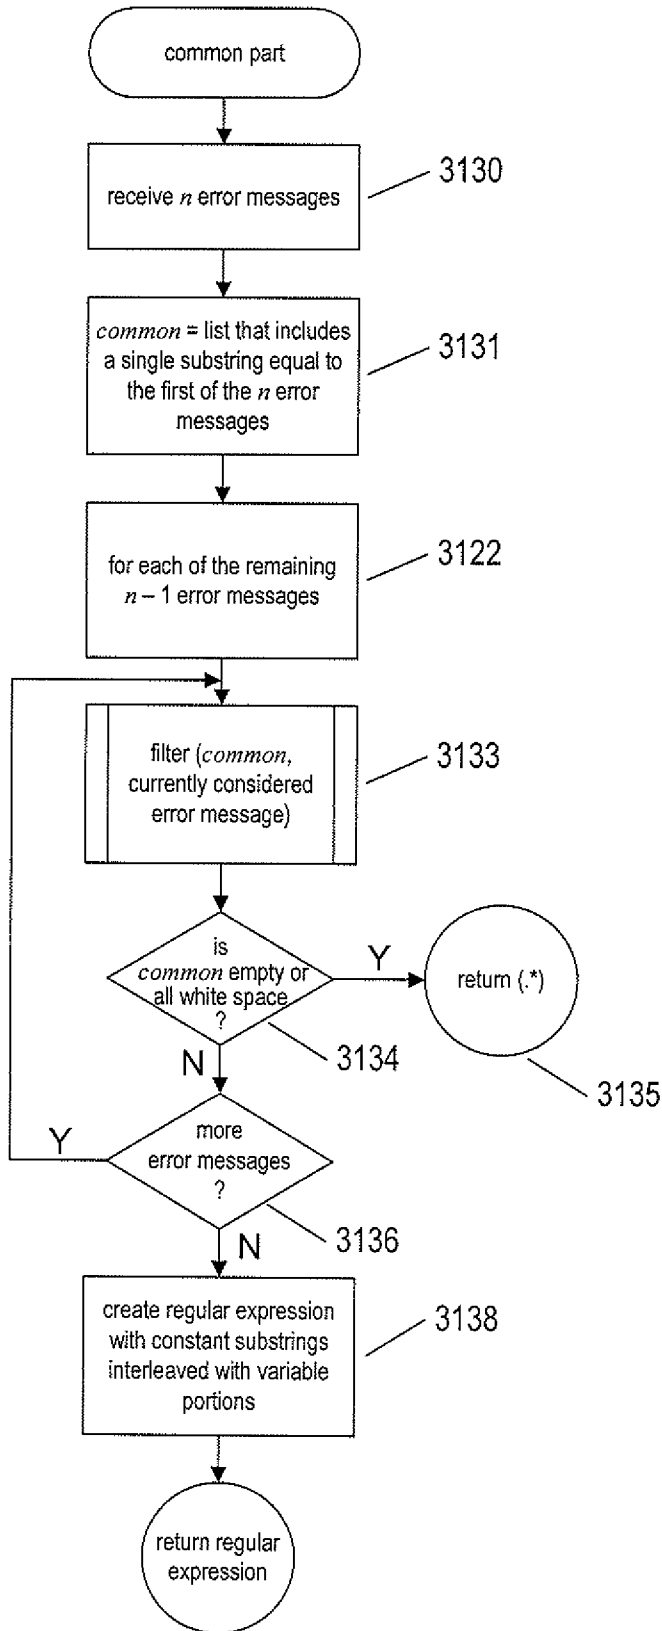 common part
receive n error messages
3130
common = list that includes
a single substring equal to
the first of the n error
messages
3131
for each of the remaining
n – 1 error messages
3122
filter (common,
currently considered
error message)
3133
is
common empty or
all white space
?
Y
return (.*)
3134
3135
N
more
error messages
?
Y
3136
N
create regular expression
with constant substrings
interleaved with variable
portions
3138
return regular
expression